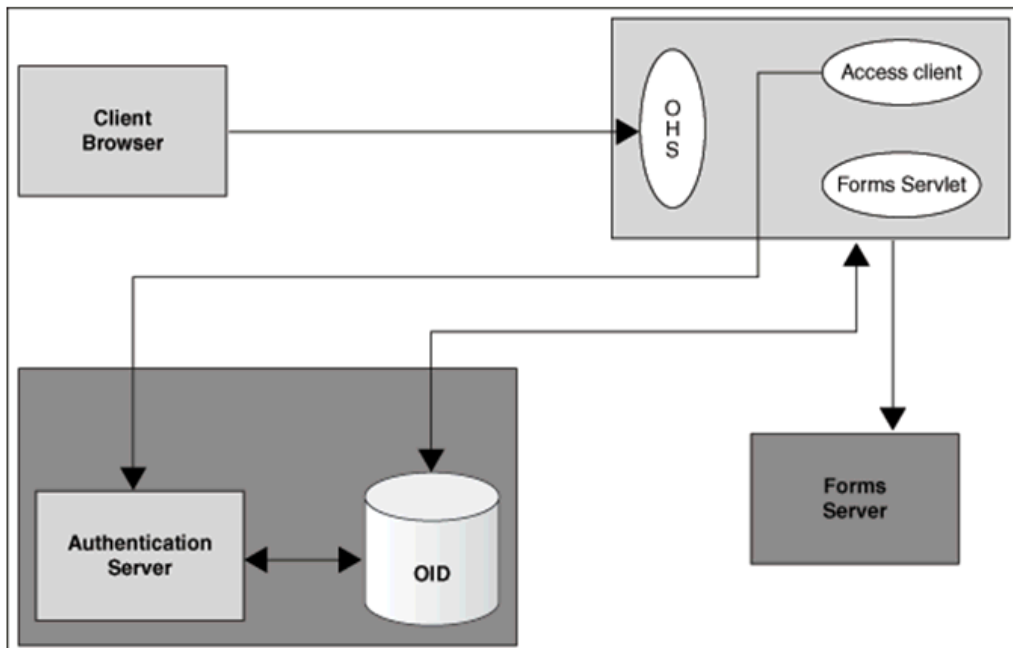 Client
Browser
O
H
S
Access client
Forms Servlet
Authentication
Server
OID
Forms
Server